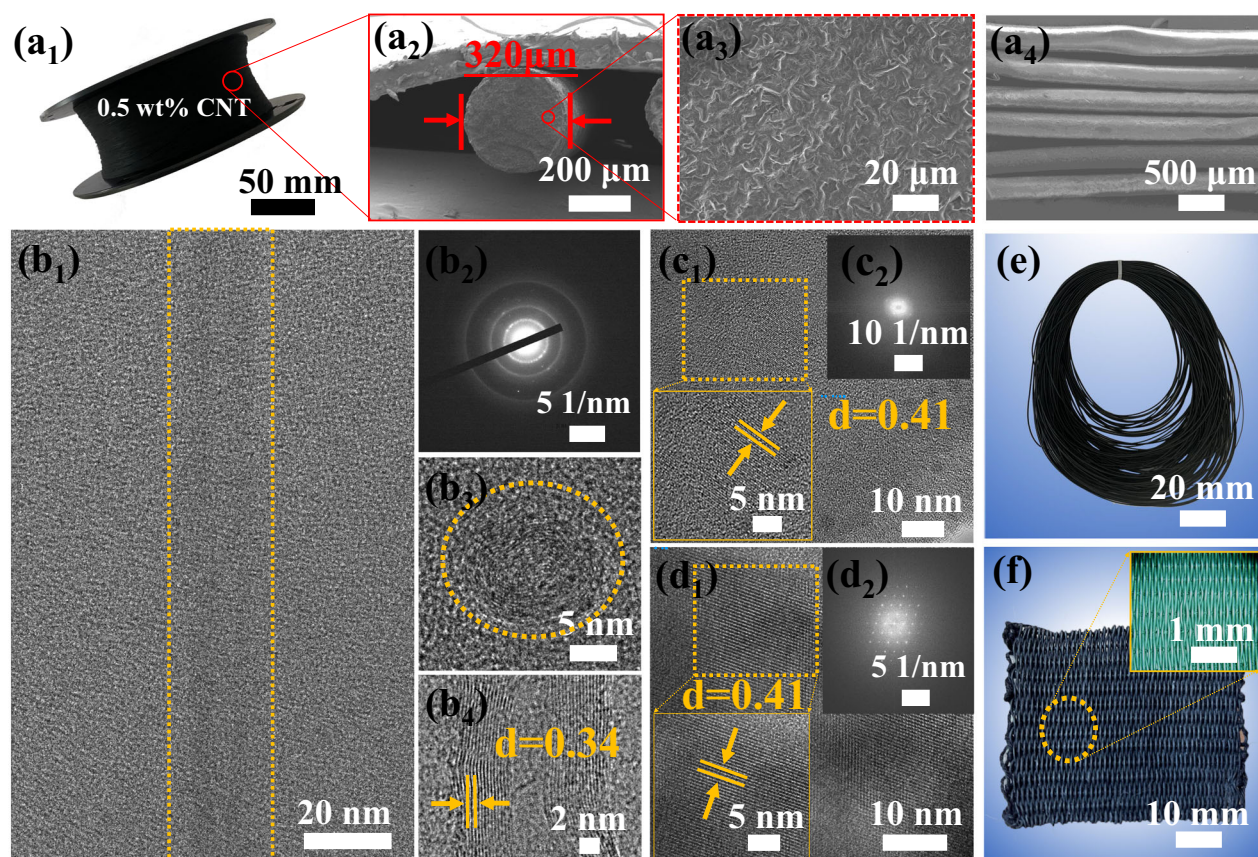 (a₁)
0.5 wt% CNT
50 mm
(a₂)
320μm
200 μm
(a₃)
20 μm
(a₄)
500 μm
(b₁)
20 nm
(b₂)
5 1/nm
(b₃)
5 nm
(b₄)
d=0.34
2 nm
(c₁)
(c₂)
10 1/nm
d=0.41
5 nm
10 nm
(d₁)
(d₂)
5 1/nm
d=0.41
5 nm
10 nm
(e)
20 mm
(f)
1 mm
10 mm